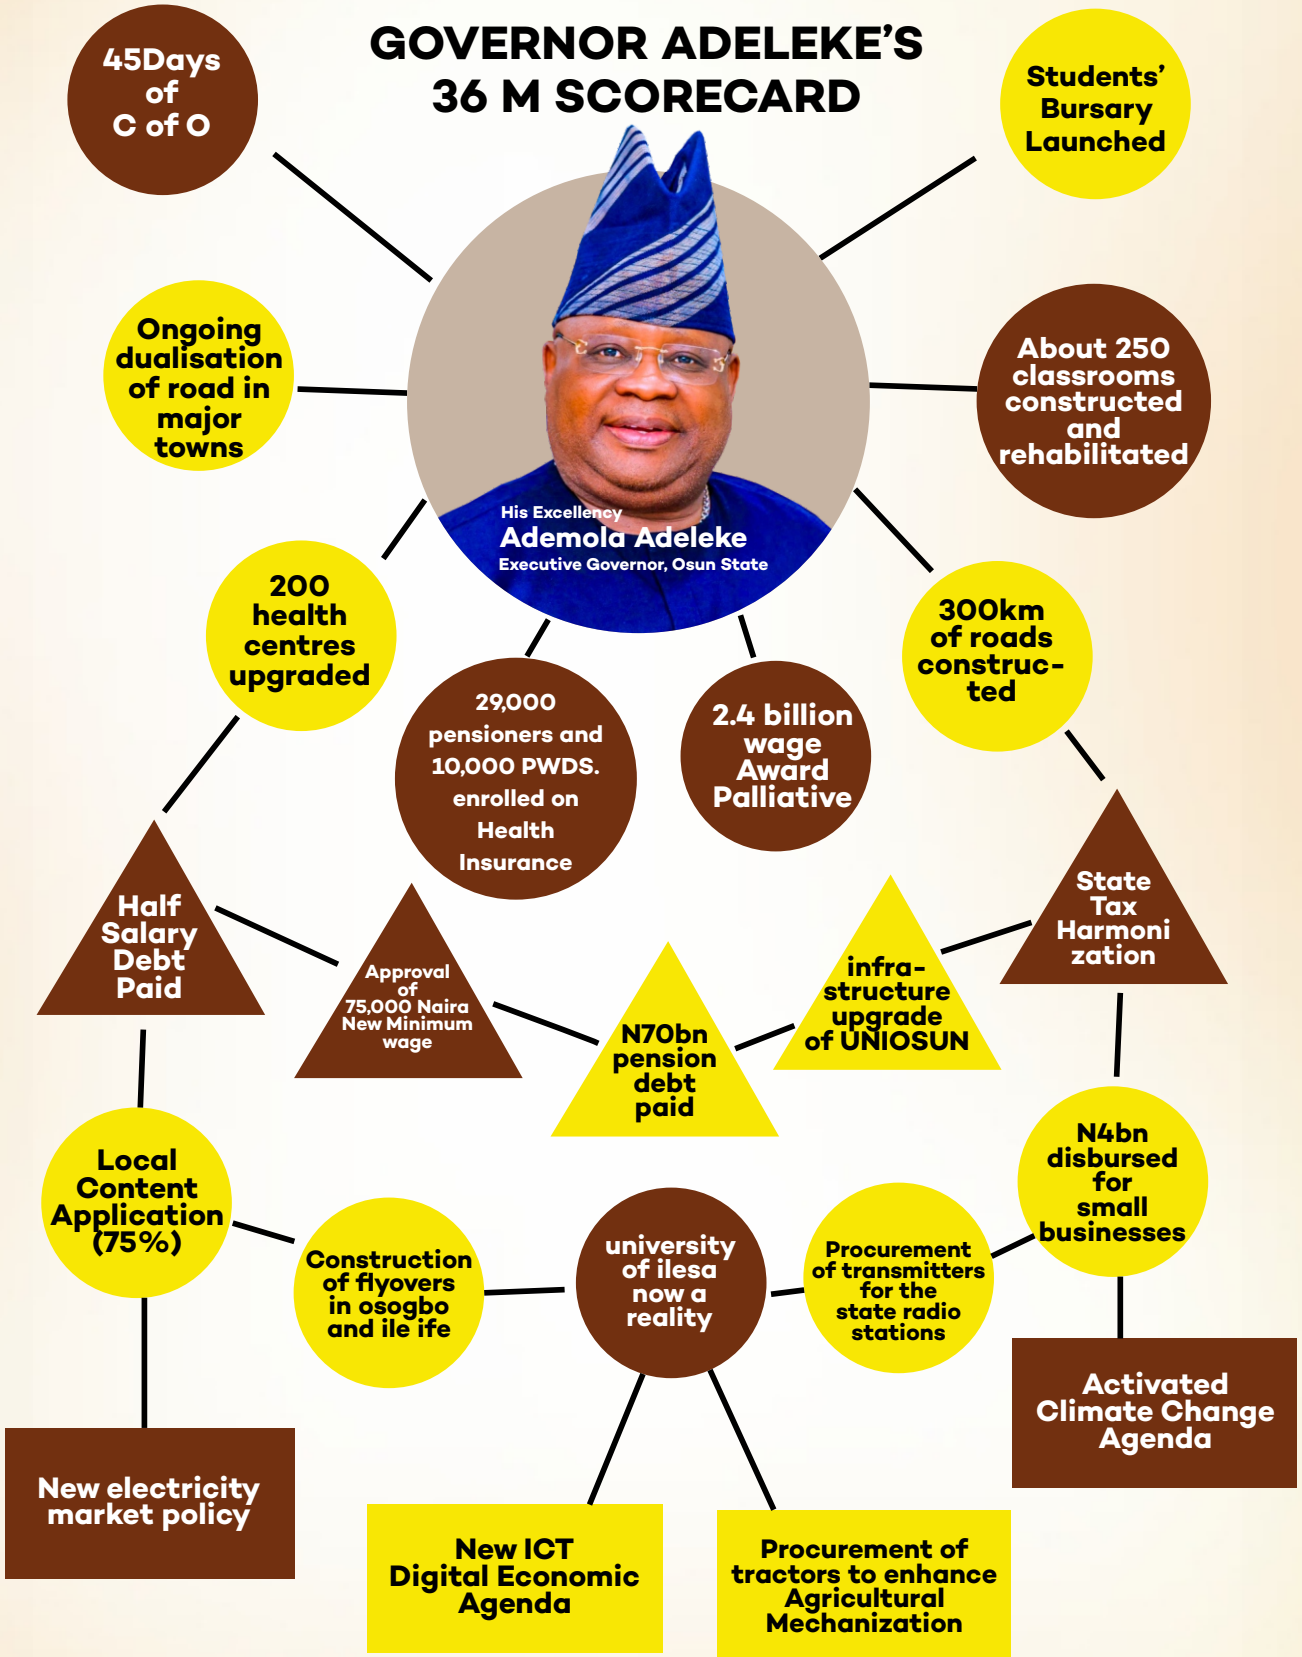 GOVERNOR ADELEKE'S
36 M SCORECARD
45Days
of
C of O
Students'
Bursary
Launched
Ongoing
dualisation
of road in
major
towns
About 250
classrooms
constructed
and
rehabilitated
His Excellency
Ademola Adeleke
Executive Governor, Osun State
200
health
centres
upgraded
300km
of roads
construc-
ted
29,000
pensioners and
10,000 PWDS.
enrolled on
Health
Insurance
2.4 billion
wage
Award
Palliative
Half
Salary
Debt
Paid
Approval
of
75,000 Naira
New Minimum
wage
N70bn
pension
debt
paid
infra-
structure
upgrade
of UNIOSUN
State
Tax
Harmoni
zation
Local
Content
Application
(75%)
Construction
of flyovers
in osogbo
and ile ife
university
of ilesa
now a
reality
Procurement
of transmitters
for the
state radio
stations
N4bn
disbursed
for
small
businesses
New electricity
market policy
New ICT
Digital Economic
Agenda
Procurement of
tractors to enhance
Agricultural
Mechanization
Activated
Climate Change
Agenda